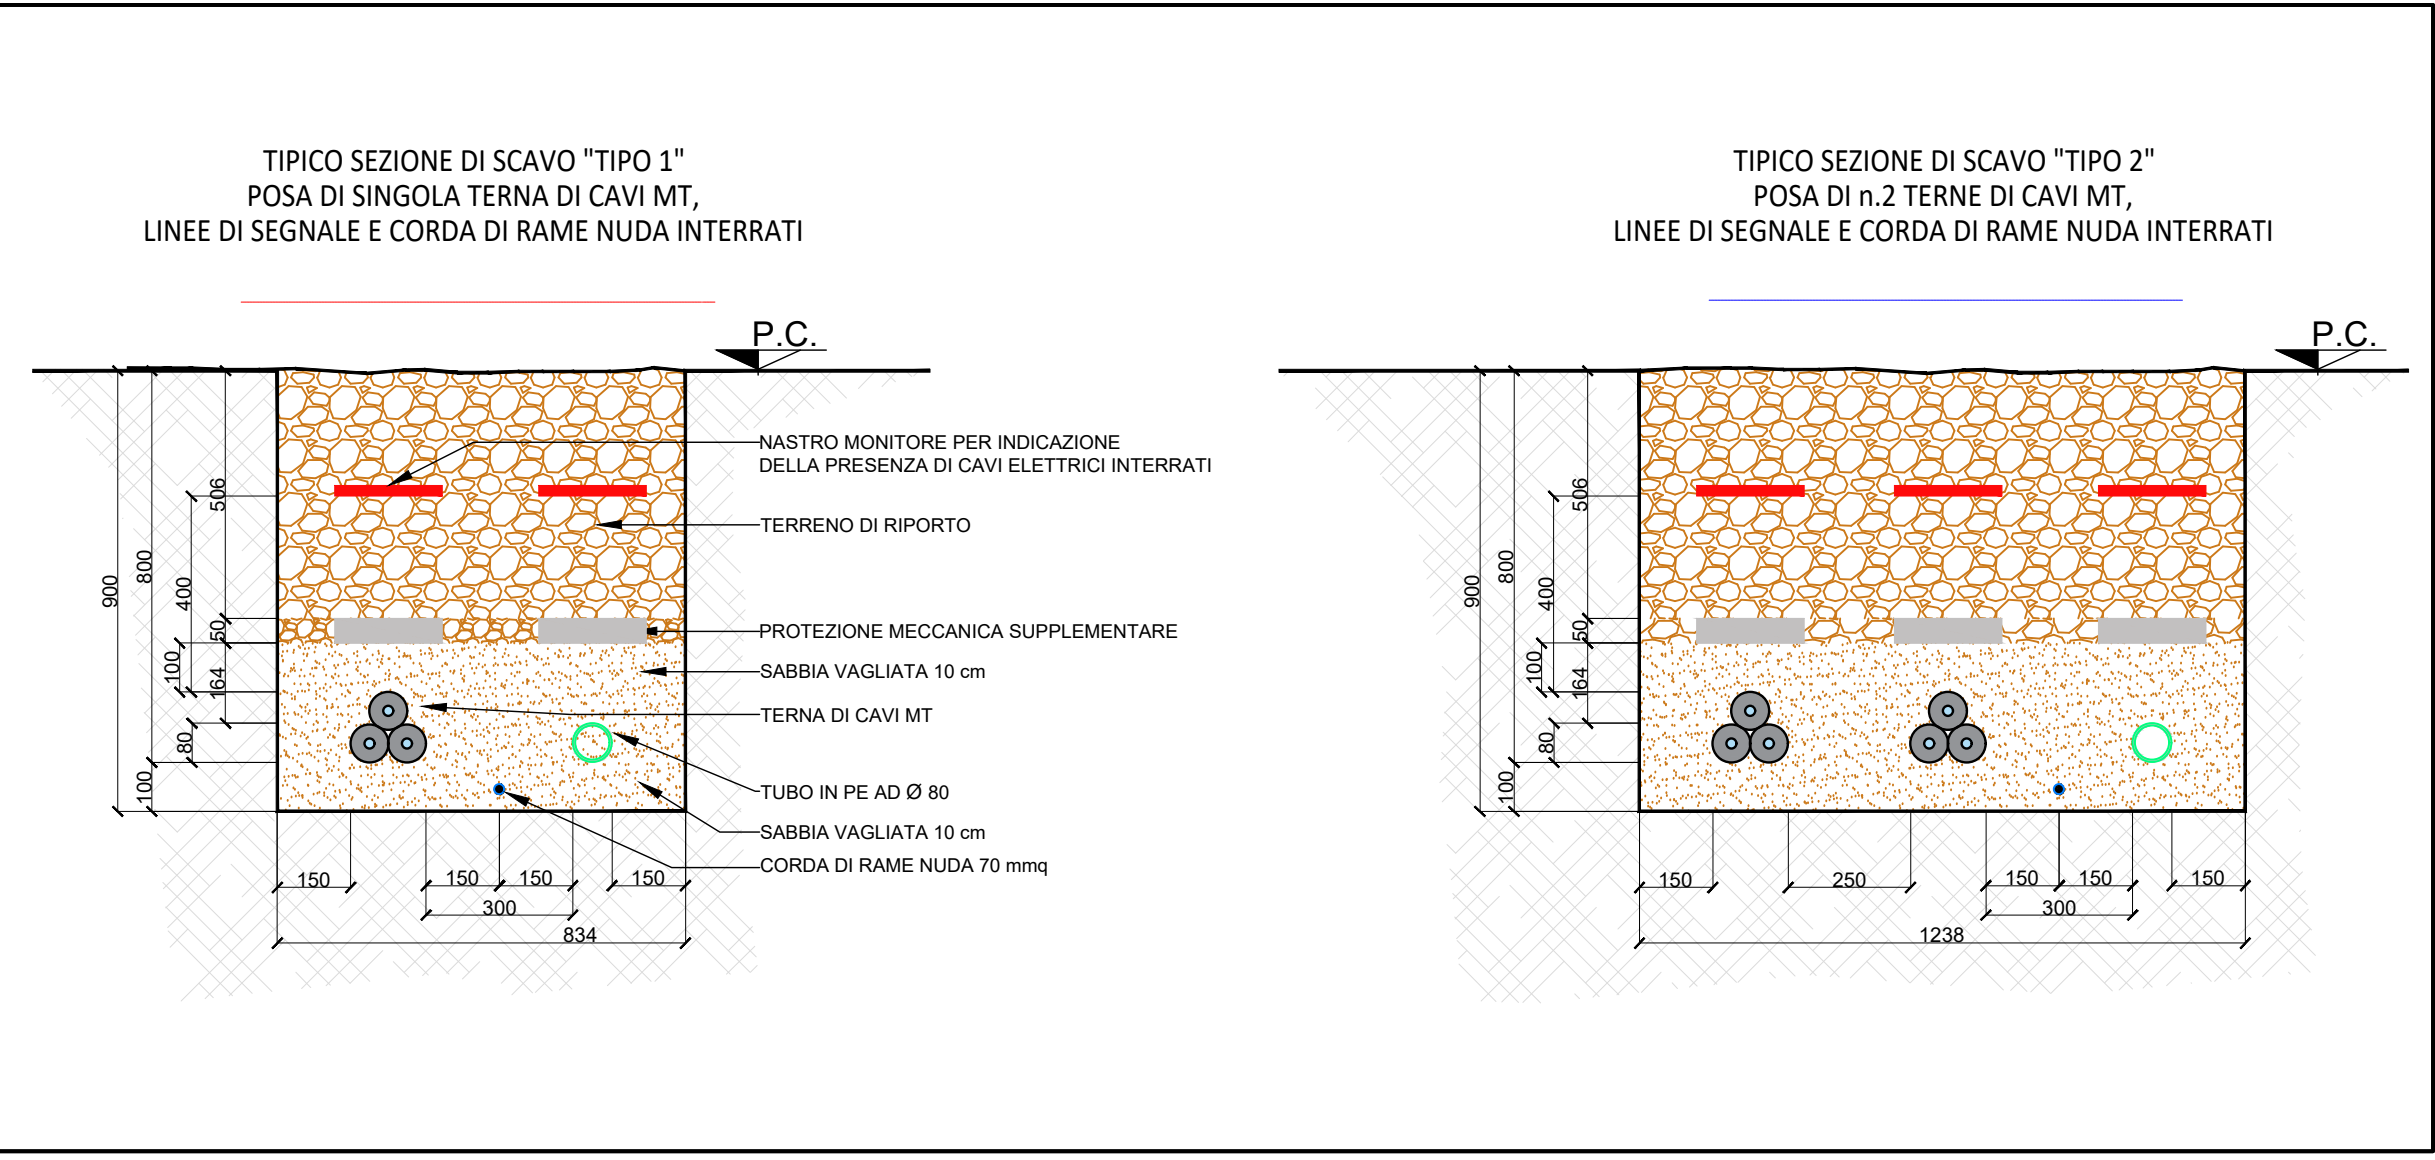 TIPICO SEZIONE DI SCAVO "TIPO 1"
POSA DI SINGOLA TERNA DI CAVI MT,
LINEE DI SEGNALE E CORDA DI RAME NUDA INTERRATI
P.C.
NASTRO MONITORE PER INDICAZIONE
DELLA PRESENZA DI CAVI ELETTRICI INTERRATI
TERRENO DI RIPORTO
PROTEZIONE MECCANICA SUPPLEMENTARE
SABBIA VAGLIATA 10 cm
TERNA DI CAVI MT
TUBO IN PE AD Ø 80
SABBIA VAGLIATA 10 cm
CORDA DI RAME NUDA 70 mmq
900
800
100
400
100
80
506
50
164
150
150
150
150
300
834
TIPICO SEZIONE DI SCAVO "TIPO 2"
POSA DI n.2 TERNE DI CAVI MT,
LINEE DI SEGNALE E CORDA DI RAME NUDA INTERRATI
P.C.
900
800
100
400
100
80
506
50
164
150
250
150
150
150
300
1238